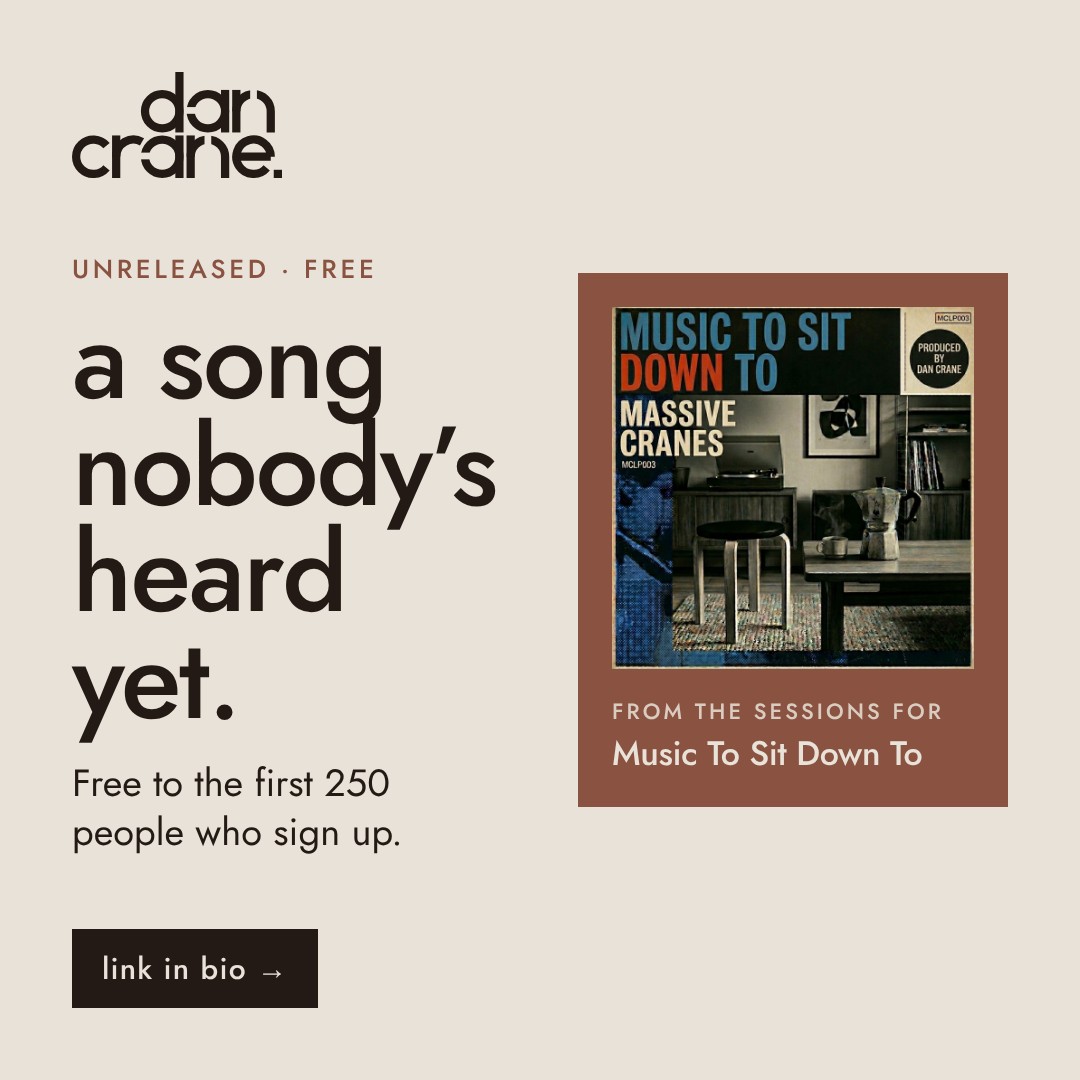 dan
crane.
UNRELEASED · FREE
a song
nobody’s
heard
yet.
Free to the first 250
people who sign up.
link in bio →
MUSIC TO SIT
DOWN TO
MASSIVE
CRANES
MCLP003
MCLP003
PRODUCED
BY
DAN CRANE
FROM THE SESSIONS FOR
Music To Sit Down To